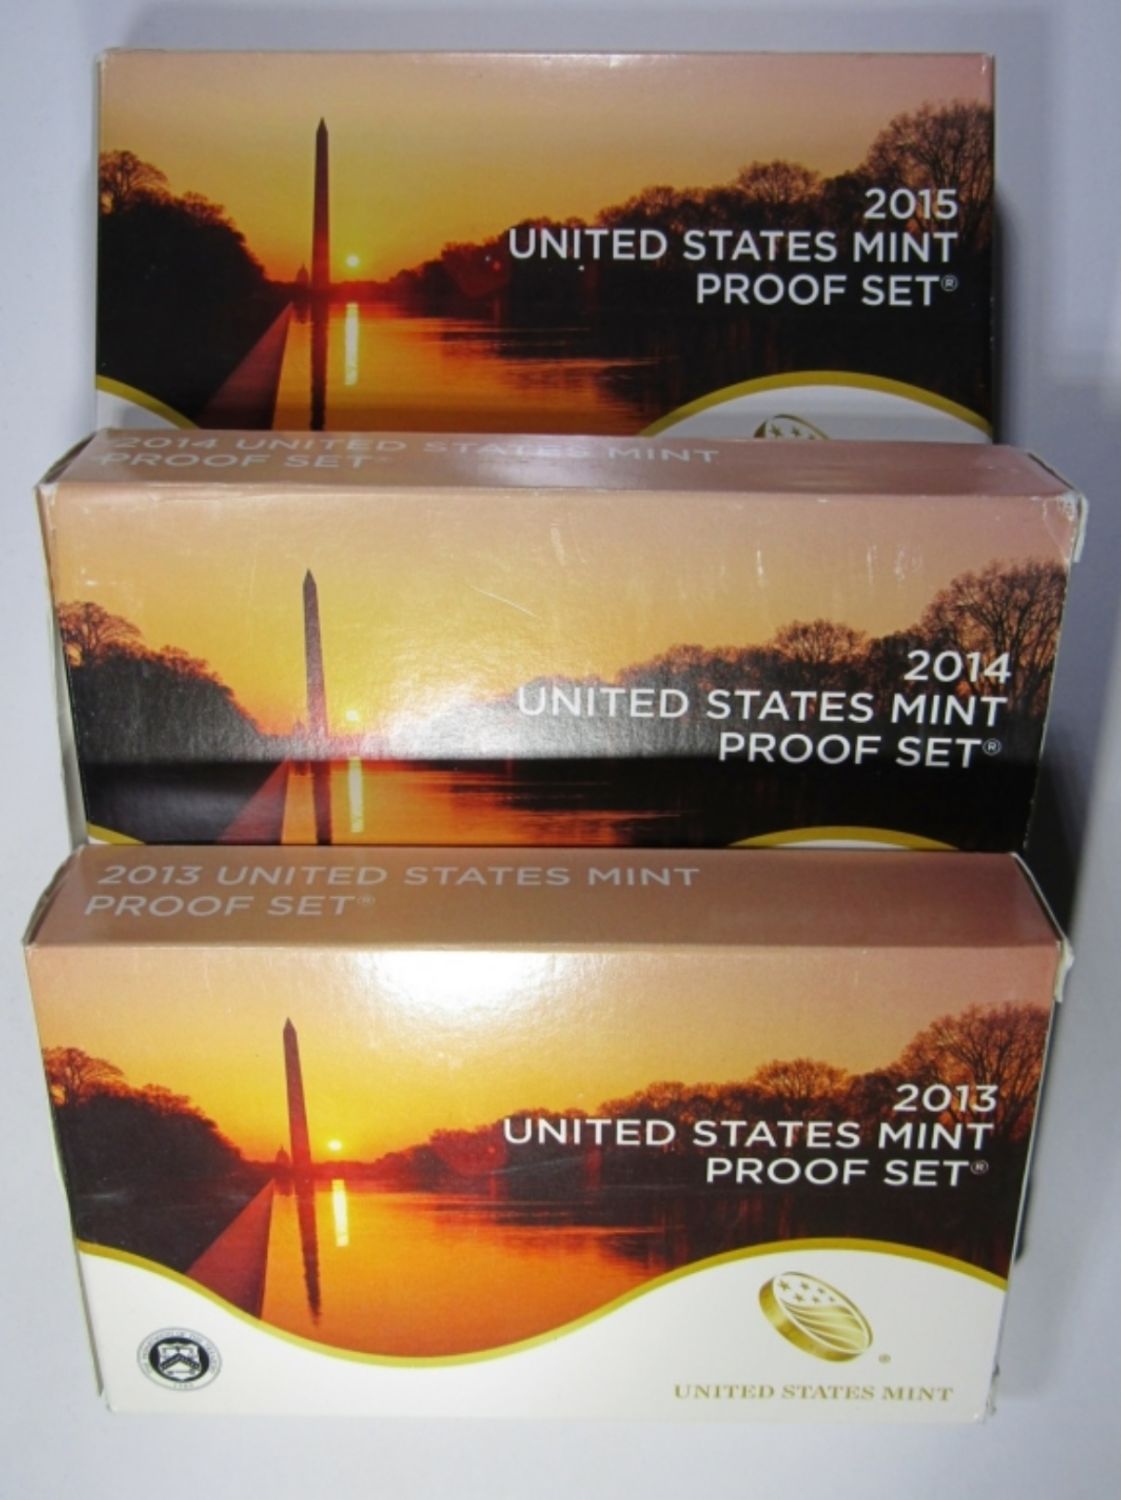 2015
UNITED STATES MINT
PROOF SET®
2014 UNITED STATES MINT
PROOF SET®
2014
UNITED STATES MINT
PROOF SET®
2013 UNITED STATES MINT
PROOF SET®
2013
UNITED STATES MINT
PROOF SET®
®
UNITED STATES MINT